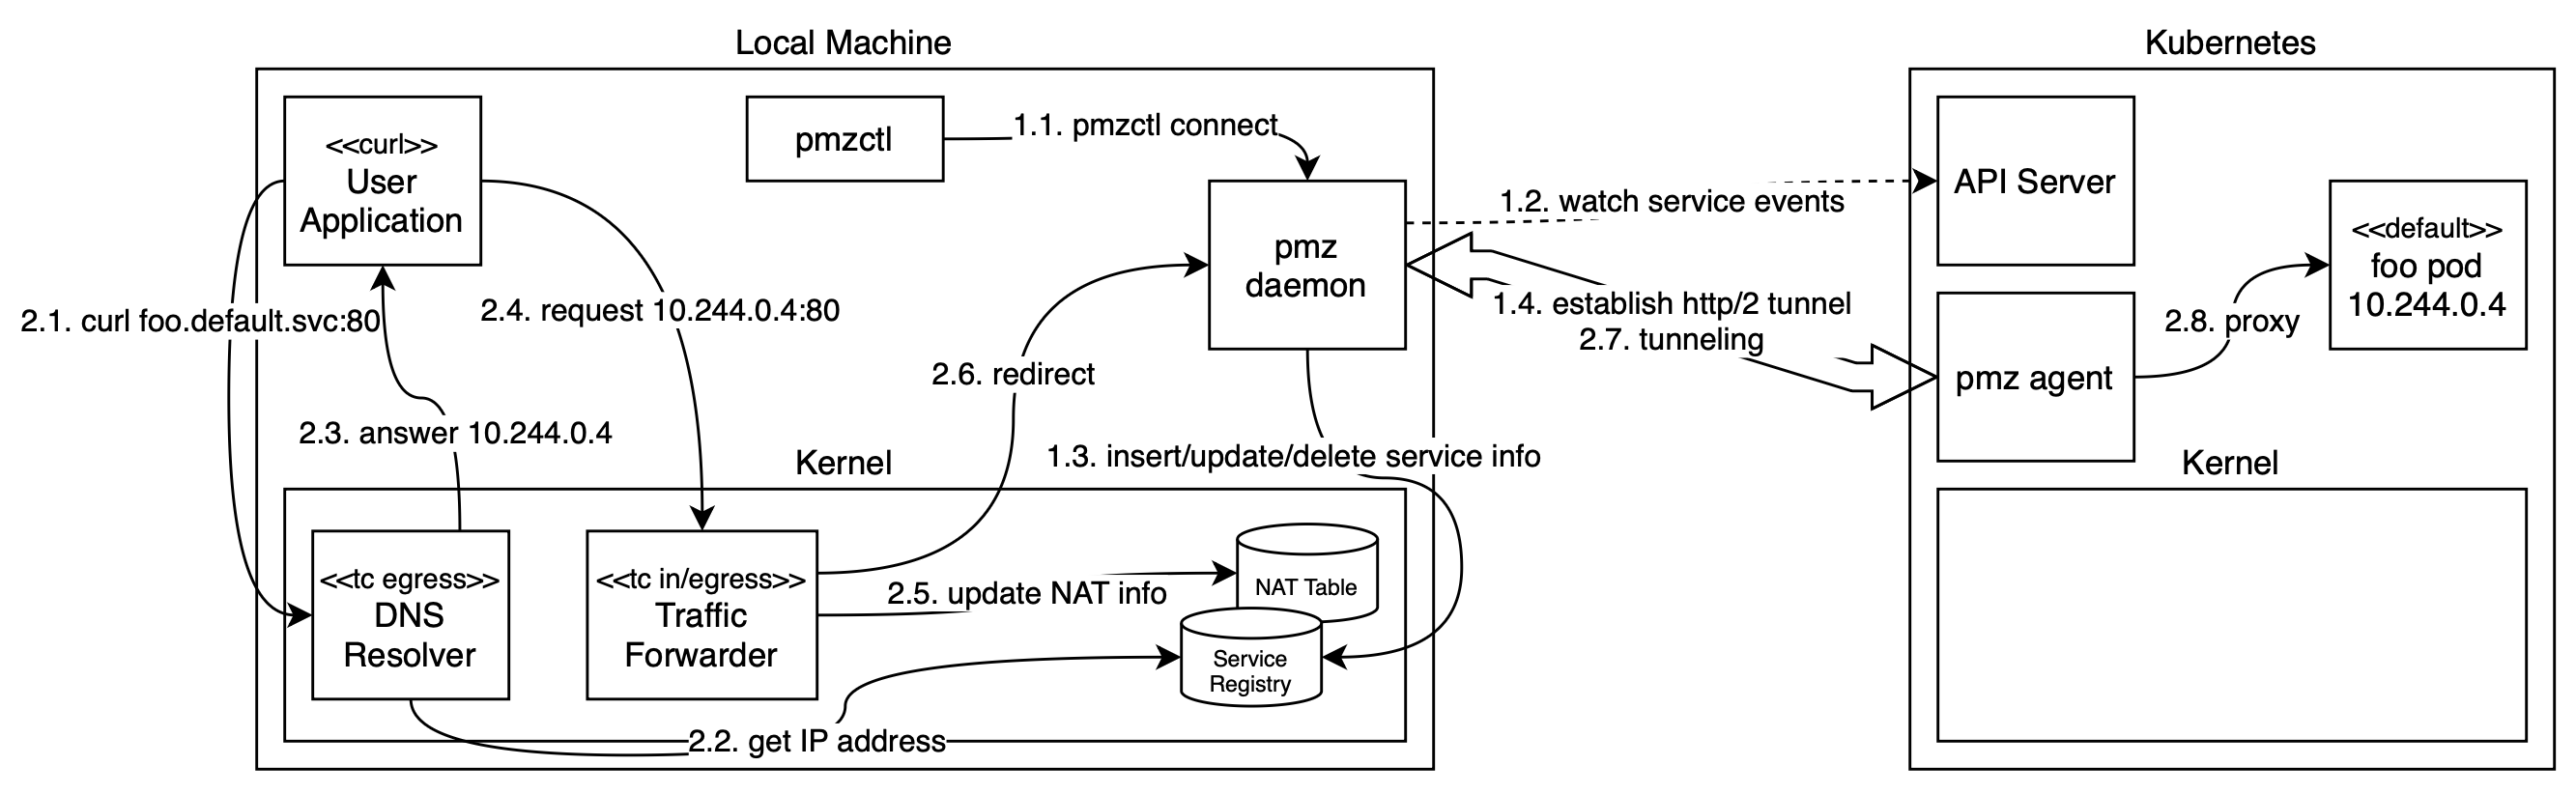 Local Machine
Kubernetes
<<curl>>
User
Application
pmzctl
1.1. pmzctl connect
pmz
daemon
1.2. watch service events
API Server
<<default>>
foo pod
10.244.0.4
2.1. curl foo.default.svc:80
2.4. request 10.244.0.4:80
1.4. establish http/2 tunnel
2.7. tunneling
2.8. proxy
pmz agent
2.6. redirect
2.3. answer 10.244.0.4
1.3. insert/update/delete service info
Kernel
Kernel
<<tc egress>>
DNS
Resolver
<<tc in/egress>>
Traffic
Forwarder
2.5. update NAT info
NAT Table
Service
Registry
2.2. get IP address